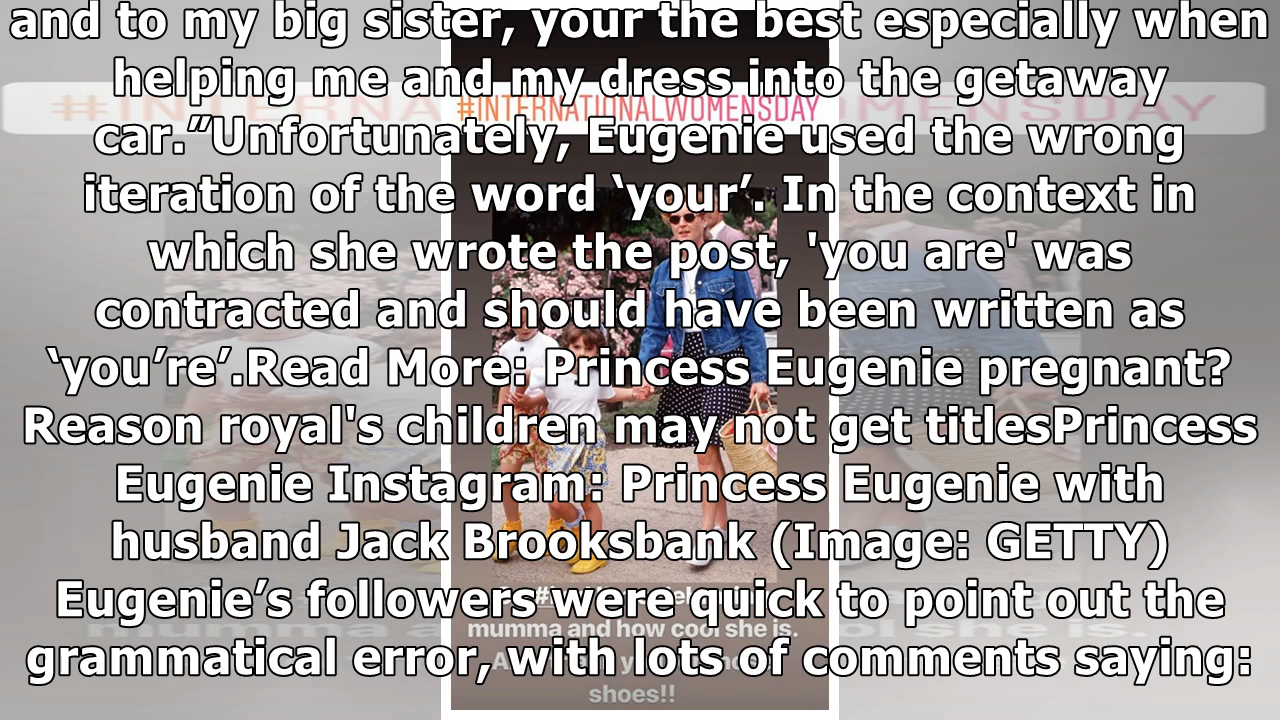 and to my big sister, your the best especially when
helping me and my dress into the getaway
#INTERNATIONALWOMENSDAY
car.”Unfortunately, Eugenie used the wrong
iteration of the word ‘your’. In the context in
which she wrote the post, 'you are' was
contracted and should have been written as
‘you’re’.Read More: Princess Eugenie pregnant?
Reason royal's children may not get titlesPrincess
Eugenie Instagram: Princess Eugenie with
husband Jack Brooksbank (Image: GETTY)
Eugenie’s followers were quick to point out the
mumma and how cool she is.
grammatical error, with lots of comments saying:
shoes!!